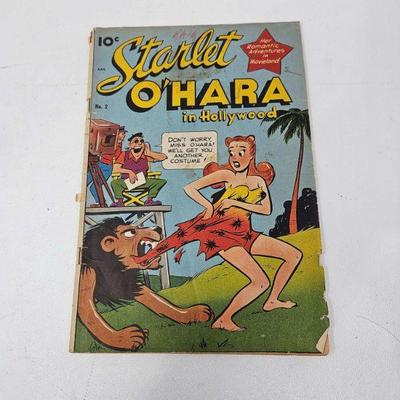 10¢
Starlet
O'HARA
in Hollywood
Her
Romantic
Adventures
in
Movieland
No. 2
DON'T WORRY,
MISS O'HARA!
WE'LL GET YOU
ANOTHER
COSTUME!